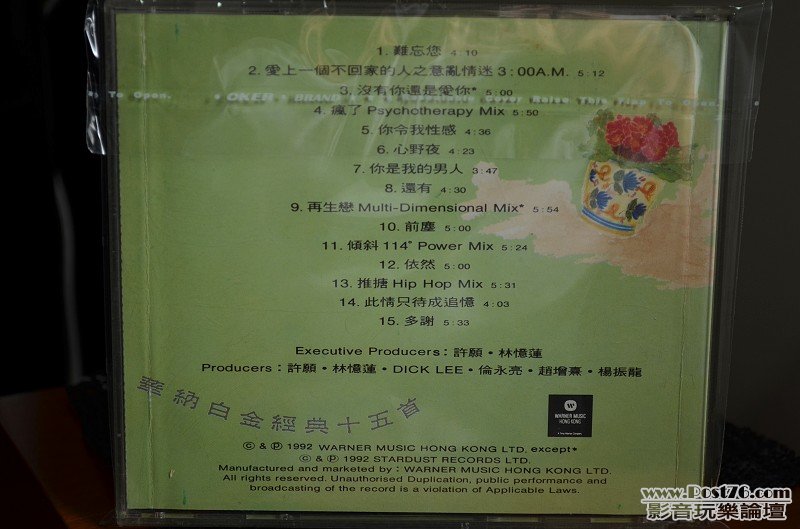 1. 難忘您 4:10
2. 愛上一個不回家的人之意亂情迷 3:00A.M. 5:12
3. 沒有你還是愛你* 5:00
To Open. • OKER • BRAND This To Open.
4. 瘋了 Psychotherapy Mix 5:50
5. 你令我性感 4:36
6. 心野夜 4:23
7. 你是我的男人 3:47
8. 還有 4:30
9. 再生戀 Multi-Dimensional Mix* 5:54
10. 前塵 5:00
11. 傾斜 114° Power Mix 5:24
12. 依然 5:00
13. 推搪 Hip Hop Mix 5:31
14. 此情只待成追憶 4:03
15. 多謝 5:33
Executive Producers: 許願・林憶蓮
Producers: 許願・林憶蓮・DICK LEE・倫永亮・趙增熹・楊振龍
華納白金經典十五首
WARNER MUSIC
HONG KONG
© & ℗ 1992 WARNER MUSIC HONG KONG LTD. except*
© & ℗ 1992 STARDUST RECORDS LTD.
Manufactured and marketed by: WARNER MUSIC HONG KONG LTD.
All rights reserved. Unauthorised Duplication, public performance and
broadcasting of the record is a violation of Applicable Laws.
www.Post76.com
影音玩樂論壇